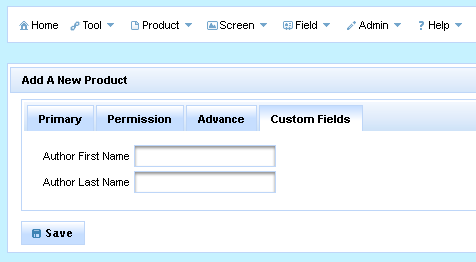 Home Tool Product Screen Field Admin ? Help
Add A New Product
Primary Permission Advance Custom Fields
Author First Name
Author Last Name
Save